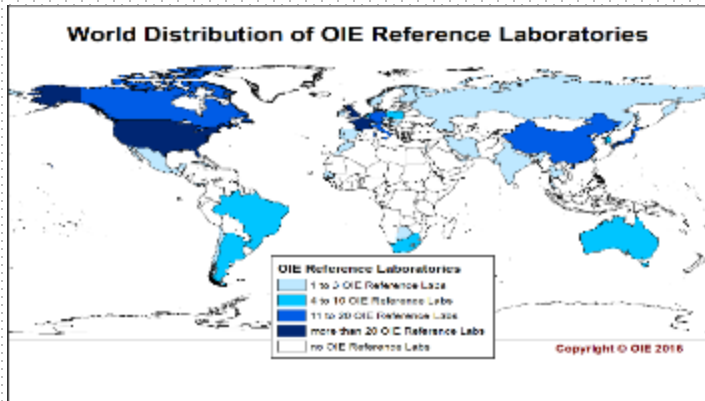 World Distribution of OIE Reference Laboratories
OIE Reference Laboratories
1 to 3 OIE Reference Labs
4 to 10 OIE Reference Labs
11 to 20 OIE Reference Labs
more than 20 OIE Reference Labs
no OIE Reference Labs
Copyright © OIE 2016